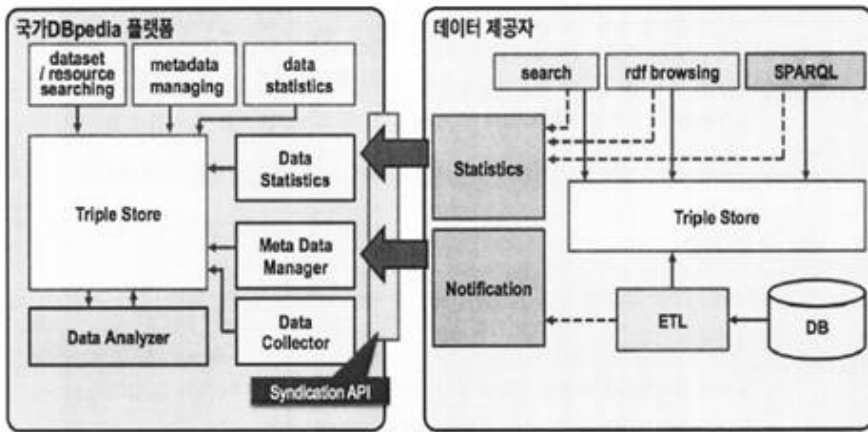 국가DBpedia 플랫폼
dataset
/ resource
searching
metadata
managing
data
statistics
Triple Store
Data
Statistics
Meta Data
Manager
Data
Collector
Data Analyzer
Syndication API
데이터 제공자
search
rdf browsing
SPARQL
Statistics
Triple Store
Notification
ETL
DB